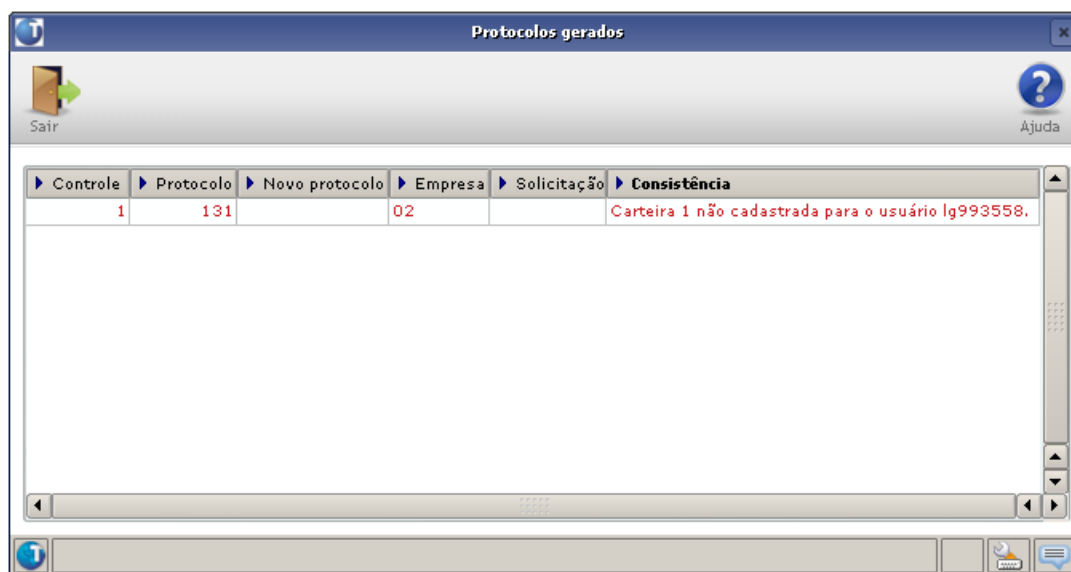 Protocolos gerados
Sair
Ajuda
Controle Protocolo Novo protocolo Empresa Solicitação Consistência
1 131 02 Carteira 1 não cadastrada para o usuário lg993558.